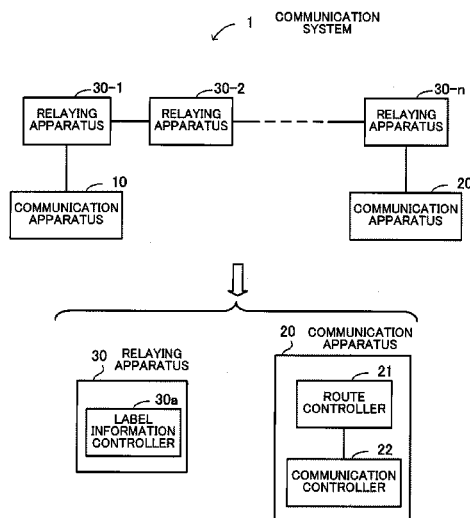 1 COMMUNICATION
SYSTEM
30-1
30-2
30-n
RELAYING
APPARATUS
RELAYING
APPARATUS
RELAYING
APPARATUS
10
20
COMMUNICATION
APPARATUS
COMMUNICATION
APPARATUS
30 RELAYING
APPARATUS
30a
LABEL
INFORMATION
CONTROLLER
20 COMMUNICATION
APPARATUS
21
ROUTE
CONTROLLER
22
COMMUNICATION
CONTROLLER